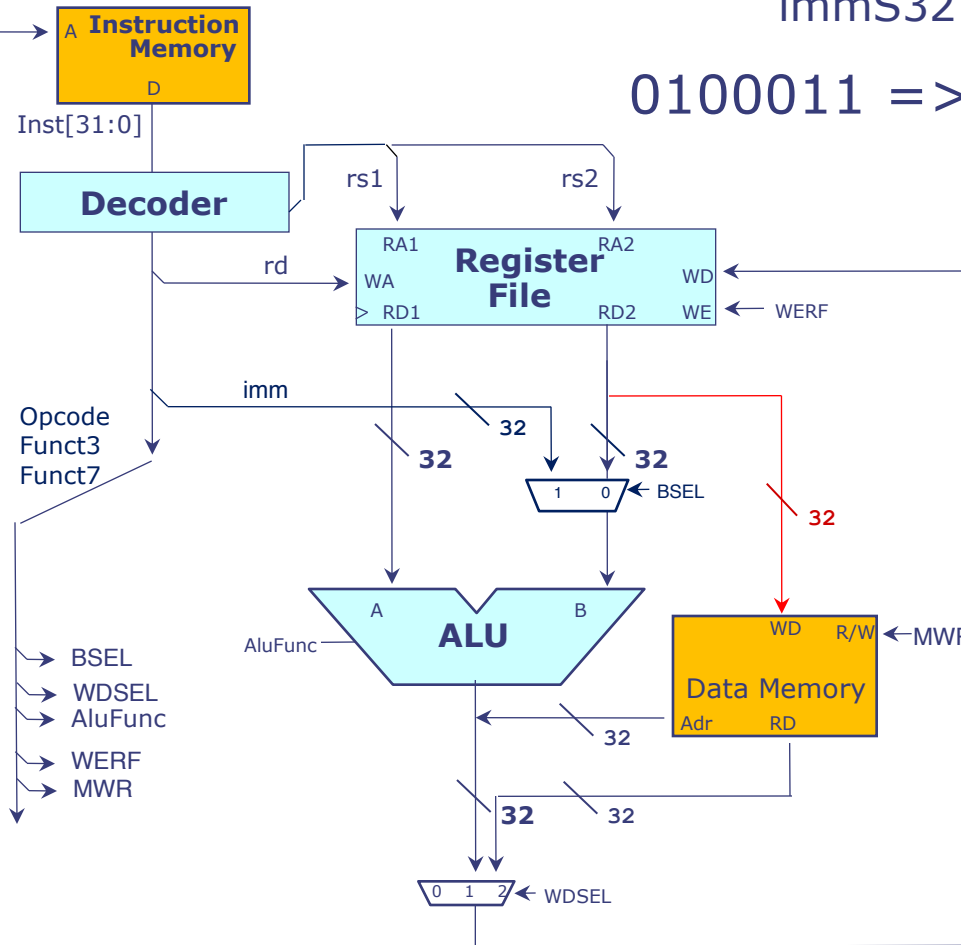 immS32
0100011 =>
A Instruction
Memory
D
Inst[31:0]
Decoder
rs1
rs2
RA1
RA2
Register
File
WA
WD
RD1
RD2
WE
rd
WERF
imm
32
32
32
Opcode
Funct3
Funct7
1 0
BSEL
32
A
B
ALU
AluFunc
WD
R/W
MWR
Data Memory
Adr
RD
32
BSEL
WDSEL
AluFunc
WERF
MWR
32
32
0 1 2
WDSEL